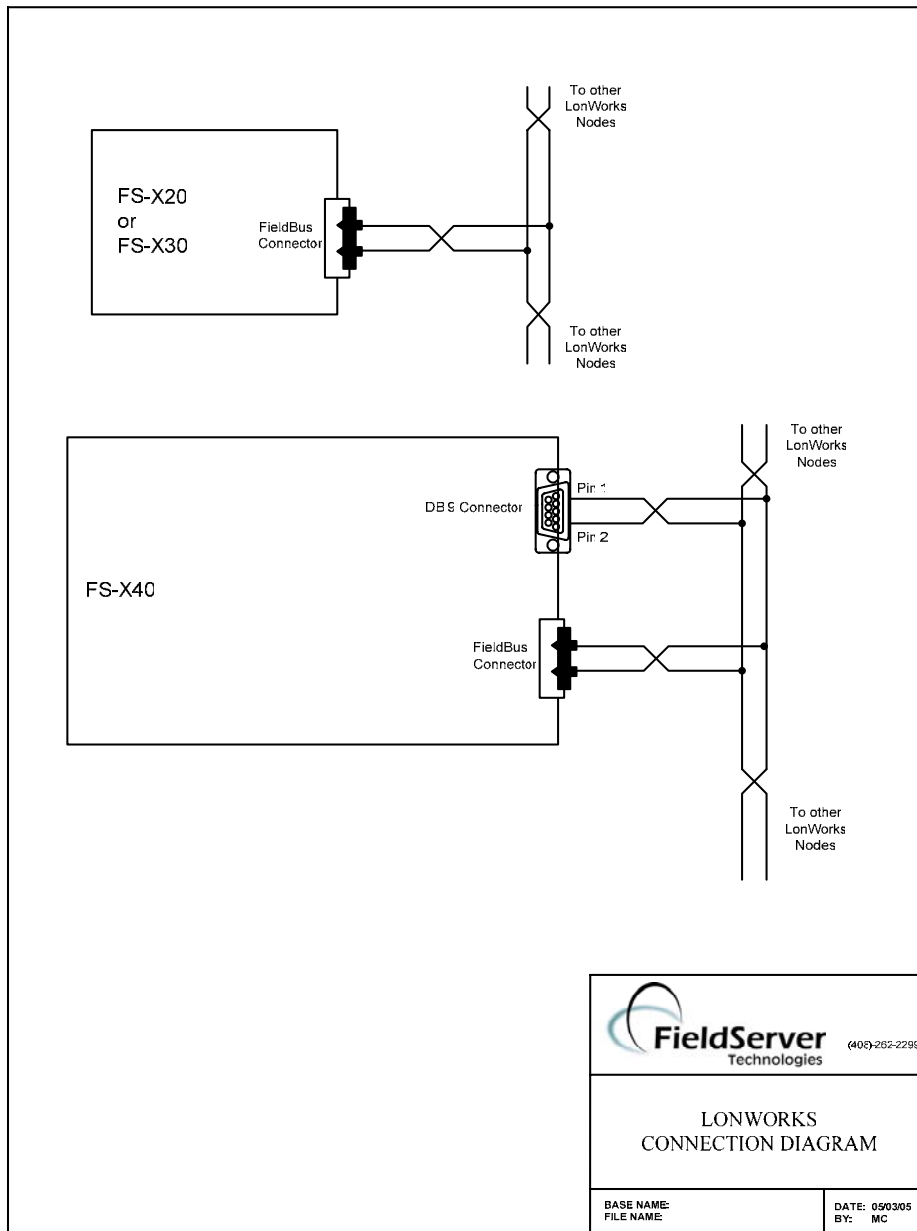 To other
LonWorks
Nodes
FS-X20
or
FS-X30
FieldBus
Connector
To other
LonWorks
Nodes
To other
LonWorks
Nodes
DB9 Connector
Pin 1
Pin 2
FS-X40
FieldBus
Connector
To other
LonWorks
Nodes
FieldServer
Technologies
(408)-262-2299
LONWORKS
CONNECTION DIAGRAM
BASE NAME:
FILE NAME:
DATE: 05/03/05
BY: MC